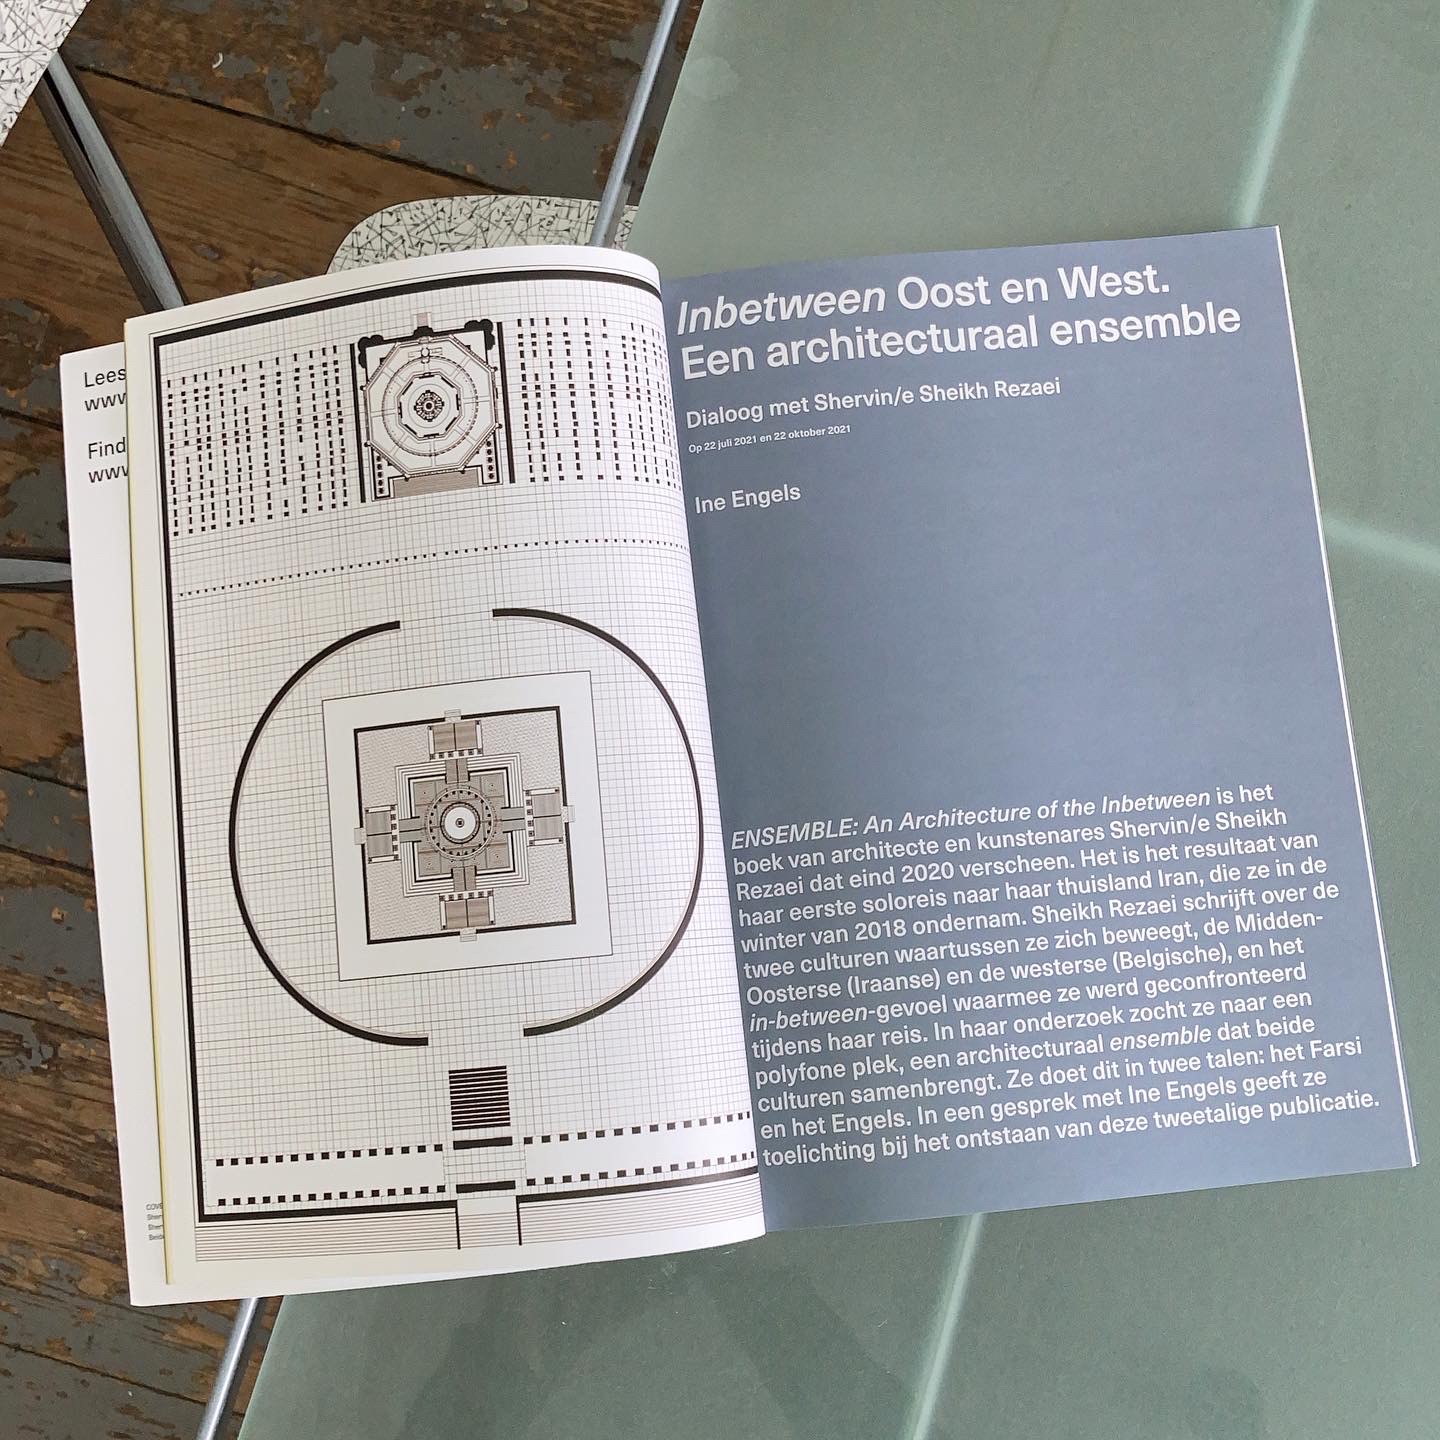 Lees
www
Find
www
COVE
Sher
Sher
Beid
Inbetween Oost en West.
Een architecturaal ensemble
Dialoog met Shervin/e Sheikh Rezaei
Op 22 juli 2021 en 22 oktober 2021
Ine Engels
ENSEMBLE: An Architecture of the Inbetween is het
boek van architecte en kunstenares Shervin/e Sheikh
Rezaei dat eind 2020 verscheen. Het is het resultaat van
haar eerste soloreis naar haar thuisland Iran, die ze in de
winter van 2018 ondernam. Sheikh Rezaei schrijft over de
twee culturen waartussen ze zich beweegt, de Midden-
Oosterse (Iraanse) en de westerse (Belgische), en het
in-between-gevoel waarmee ze werd geconfronteerd
tijdens haar reis. In haar onderzoek zocht ze naar een
polyfone plek, een architecturaal ensemble dat beide
culturen samenbrengt. Ze doet dit in twee talen: het Farsi
en het Engels. In een gesprek met Ine Engels geeft ze
toelichting bij het ontstaan van deze tweetalige publicatie.